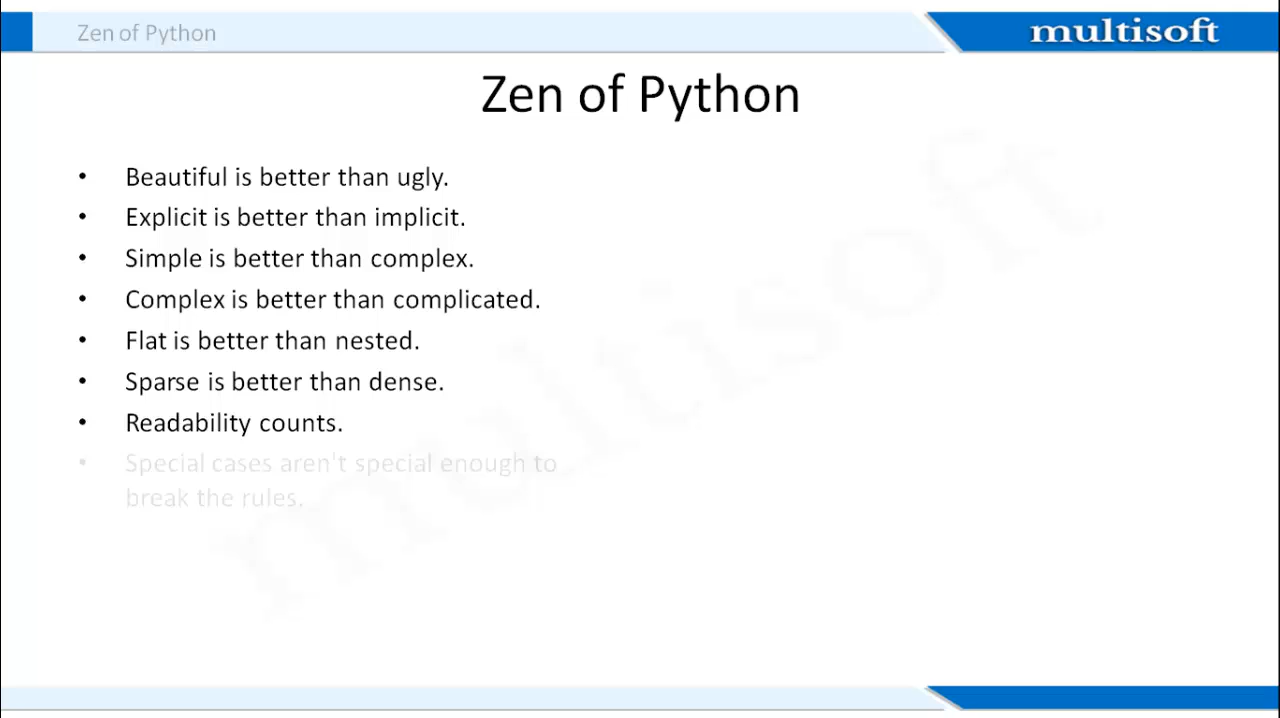 Zen of Python
multisoft
Zen of Python
• Beautiful is better than ugly.
• Explicit is better than implicit.
• Simple is better than complex.
• Complex is better than complicated.
• Flat is better than nested.
• Sparse is better than dense.
• Readability counts.
• Special cases aren't special enough to
break the rules.
multisoft